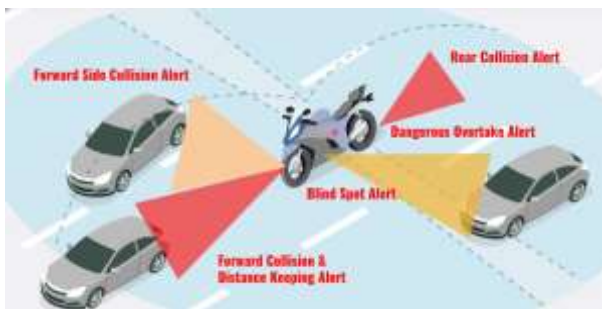 Rear Collision Alert
Forward Side Collision Alert
Dangerous Overtake Alert
Blind Spot Alert
Forward Collision &
Distance Keeping Alert